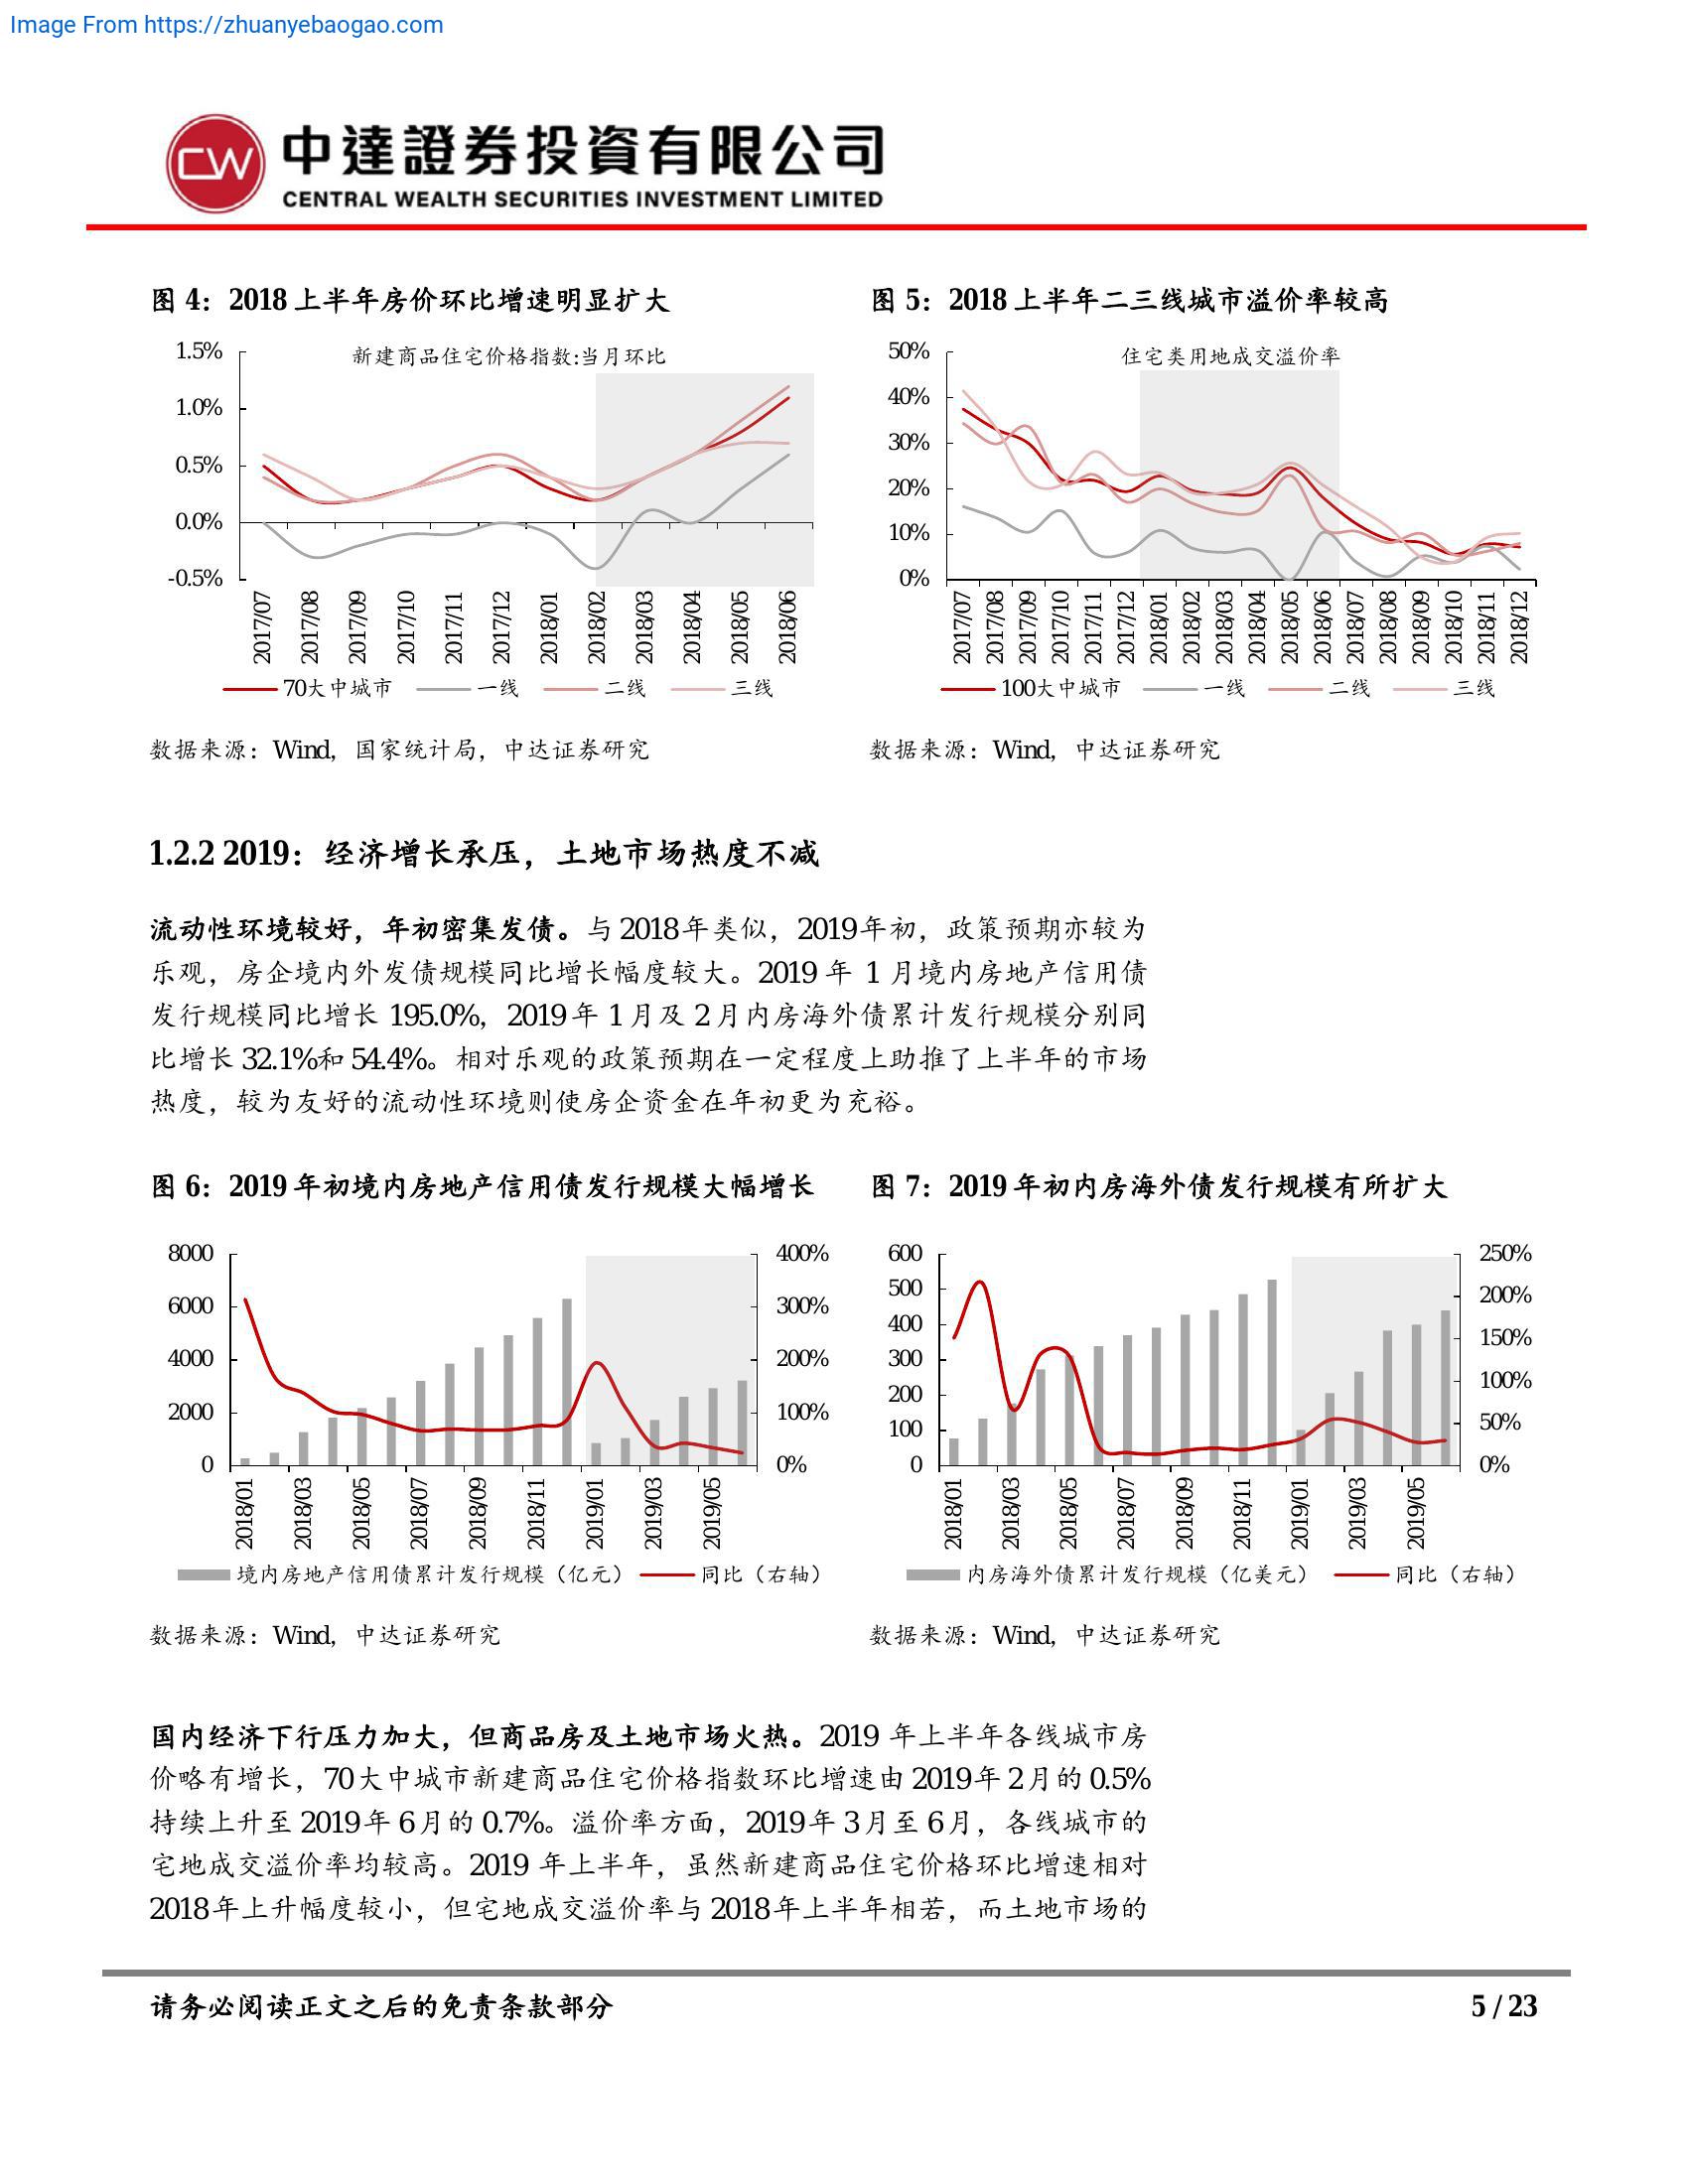 Image From https://zhuanyebaogao.com
CW
中達證券投資有限公司
CENTRAL WEALTH SECURITIES INVESTMENT LIMITED
图 4：2018 上半年房价环比增速明显扩大
新建商品住宅价格指数:当月环比
1.5%
1.0%
0.5%
0.0%
-0.5%
2017/07
2017/08
2017/09
2017/10
2017/11
2017/12
2018/01
2018/02
2018/03
2018/04
2018/05
2018/06
70大中城市 一线 二线 三线
数据来源：Wind，国家统计局，中达证券研究
图 5：2018 上半年二三线城市溢价率较高
住宅类用地成交溢价率
50%
40%
30%
20%
10%
0%
2017/07
2017/08
2017/09
2017/10
2017/11
2017/12
2018/01
2018/02
2018/03
2018/04
2018/05
2018/06
2018/07
2018/08
2018/09
2018/10
2018/11
2018/12
100大中城市 一线 二线 三线
数据来源：Wind，中达证券研究
1.2.2 2019：经济增长承压，土地市场热度不减
流动性环境较好，年初密集发债。与 2018 年类似，2019 年初，政策预期亦较为
乐观，房企境内外发债规模同比增长幅度较大。2019 年 1 月境内房地产信用债
发行规模同比增长 195.0%，2019 年 1 月及 2 月内房海外债累计发行规模分别同
比增长 32.1%和 54.4%。相对乐观的政策预期在一定程度上助推了上半年的市场
热度，较为友好的流动性环境则使房企资金在年初更为充裕。
图 6：2019 年初境内房地产信用债发行规模大幅增长
8000
6000
4000
2000
0
400%
300%
200%
100%
0%
2018/01
2018/03
2018/05
2018/07
2018/09
2018/11
2019/01
2019/03
2019/05
境内房地产信用债累计发行规模（亿元） 同比（右轴）
数据来源：Wind，中达证券研究
图 7：2019 年初内房海外债发行规模有所扩大
600
500
400
300
200
100
0
250%
200%
150%
100%
50%
0%
2018/01
2018/03
2018/05
2018/07
2018/09
2018/11
2019/01
2019/03
2019/05
内房海外债累计发行规模（亿美元） 同比（右轴）
数据来源：Wind，中达证券研究
国内经济下行压力加大，但商品房及土地市场火热。2019 年上半年各线城市房
价略有增长，70 大中城市新建商品住宅价格指数环比增速由 2019 年 2 月的 0.5%
持续上升至 2019 年 6 月的 0.7%。溢价率方面，2019 年 3 月至 6 月，各线城市的
宅地成交溢价率均较高。2019 年上半年，虽然新建商品住宅价格环比增速相对
2018 年上升幅度较小，但宅地成交溢价率与 2018 年上半年相若，而土地市场的
请务必阅读正文之后的免责条款部分
5 / 23